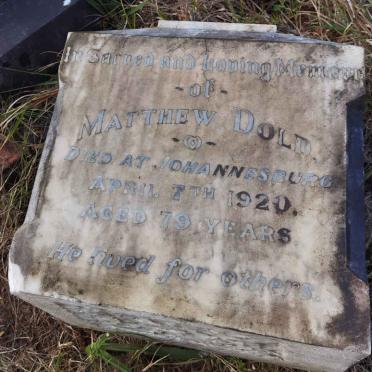 In Sacred and Loving Memory
- of -
MATTHEW DOLD.
DIED AT JOHANNESBURG
APRIL 7TH 1920.
AGED 79 YEARS
He lived for others.